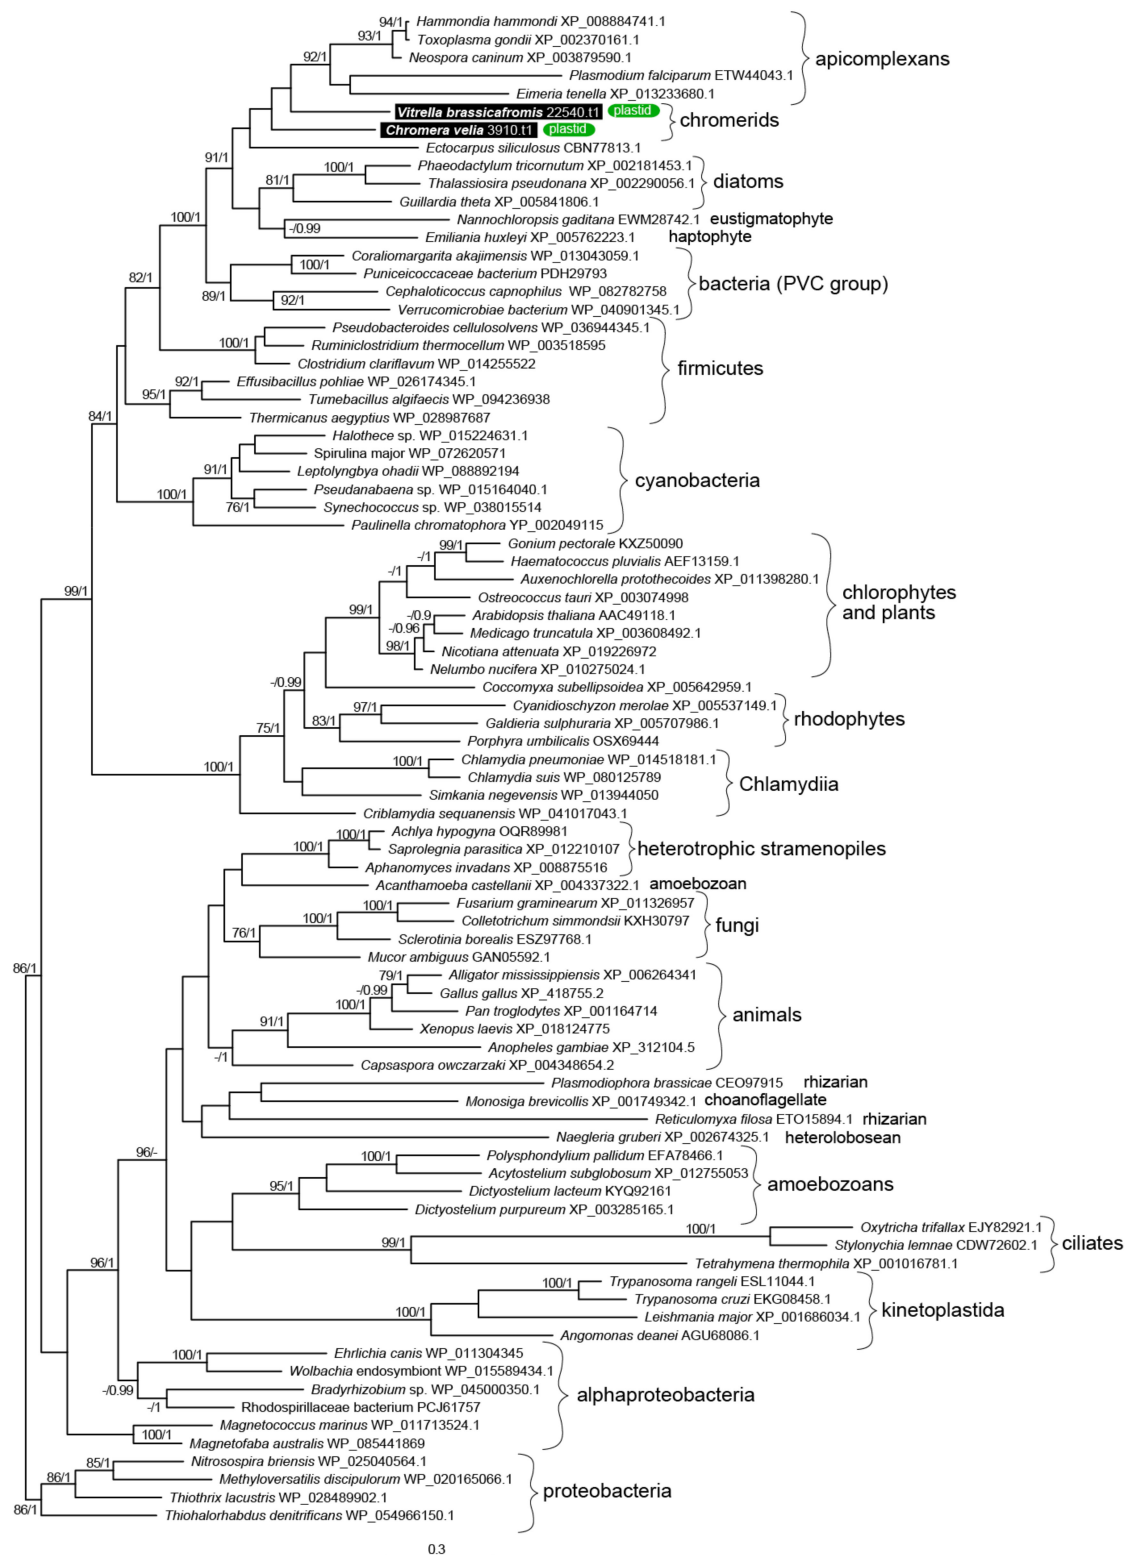 94/1
Hammondia hammondi XP_008884741.1
93/1
Toxoplasma gondii XP_002370161.1
92/1
Neospora caninum XP_003879590.1
apicomplexans
Plasmodium falciparum ETW44043.1
Eimeria tenella XP_013233680.1
Vitrella brassicafromis 22540.t1 plastid
chromerids
Chromera velia 3910.t1 plastid
Ectocarpus siliculosus CBN77813.1
91/1
100/1
Phaeodactylum tricornutum XP_002181453.1
81/1
Thalassiosira pseudonana XP_002290056.1
diatoms
Guillardia theta XP_005841806.1
100/1
Nannochloropsis gaditana EWM28742.1 eustigmatophyte
-/0.99
Emiliania huxleyi XP_005762223.1 haptophyte
Coraliomargarita akajimensis WP_013043059.1
100/1
Puniceicoccaceae bacterium PDH29793
82/1
bacteria (PVC group)
89/1
Cephaloticoccus capnophilus WP_082782758
92/1
Verrucomicrobiae bacterium WP_040901345.1
Pseudobacteroides cellulosolvens WP_036944345.1
100/1
Ruminiclostridium thermocellum WP_003518595
Clostridium clariflavum WP_014255522
firmicutes
92/1
Effusibacillus pohliae WP_026174345.1
95/1
Tumebacillus algifaecis WP_094236938
84/1
Thermicanus aegyptius WP_028987687
Halothece sp. WP_015224631.1
Spirulina major WP_072620571
91/1
Leptolyngbya ohadii WP_088892194
cyanobacteria
100/1
Pseudanabaena sp. WP_015164040.1
76/1
Synechococcus sp. WP_038015514
Paulinella chromatophora YP_002049115
99/1
Gonium pectorale KXZ50090
-/1
Haematococcus pluvialis AEF13159.1
-/1
Auxenochlorella protothecoides XP_011398280.1
99/1
Ostreococcus tauri XP_003074998
chlorophytes
and plants
99/1
-/0.9
Arabidopsis thaliana AAC49118.1
-/0.96
Medicago truncatula XP_003608492.1
98/1
Nicotiana attenuata XP_019226972
Nelumbo nucifera XP_010275024.1
-/0.99
Coccomyxa subellipsoidea XP_005642959.1
97/1
Cyanidioschyzon merolae XP_005537149.1
83/1
Galdieria sulphuraria XP_005707986.1
rhodophytes
75/1
Porphyra umbilicalis OSX69444
100/1
100/1
Chlamydia pneumoniae WP_014518181.1
Chlamydia suis WP_080125789
Chlamydiia
Simkania negevensis WP_013944050
Criblamydia sequanensis WP_041017043.1
100/1
Achlya hypogyna OQR89981
100/1
Saprolegnia parasitica XP_012210107
heterotrophic stramenopiles
Aphanomyces invadans XP_008875516
Acanthamoeba castellanii XP_004337322.1 amoebozoan
100/1
Fusarium graminearum XP_011326957
100/1
Colletotrichum simmondsii KXH30797
fungi
76/1
Sclerotinia borealis ESZ97768.1
Mucor ambiguus GAN05592.1
86/1
79/1
Alligator mississippiensis XP_006264341
-/0.99
Gallus gallus XP_418755.2
100/1
Pan troglodytes XP_001164714
animals
91/1
Xenopus laevis XP_018124775
Anopheles gambiae XP_312104.5
-/1
Capsaspora owczarzaki XP_004348654.2
Plasmodiophora brassicae CEO97915 rhizarian
Monosiga brevicollis XP_001749342.1 choanoflagellate
Reticulomyxa filosa ETO15894.1 rhizarian
Naegleria gruberi XP_002674325.1 heterolobosean
96/-
100/1
Polysphondylium pallidum EFA78466.1
Acytostelium subglobosum XP_012755053
95/1
amoebozoans
Dictyostelium lacteum KYQ92161
Dictyostelium purpureum XP_003285165.1
100/1
Oxytricha trifallax EJY82921.1
99/1
Stylonychia lemnae CDW72602.1
ciliates
Tetrahymena thermophila XP_001016781.1
96/1
100/1
Trypanosoma rangeli ESL11044.1
Trypanosoma cruzi EKG08458.1
kinetoplastida
100/1
Leishmania major XP_001686034.1
Angomonas deanei AGU68086.1
100/1
Ehrlichia canis WP_011304345
Wolbachia endosymbiont WP_015589434.1
-/0.99
Bradyrhizobium sp. WP_045000350.1
alphaproteobacteria
-/1
Rhodospirillaceae bacterium PCJ61757
Magnetococcus marinus WP_011713524.1
100/1
Magnetofaba australis WP_085441869
85/1
Nitrosospira briensis WP_025040564.1
86/1
Methyloversatilis discipulorum WP_020165066.1
proteobacteria
Thiothrix lacustris WP_028489902.1
86/1
Thiohalorhabdus denitrificans WP_054966150.1
0.3